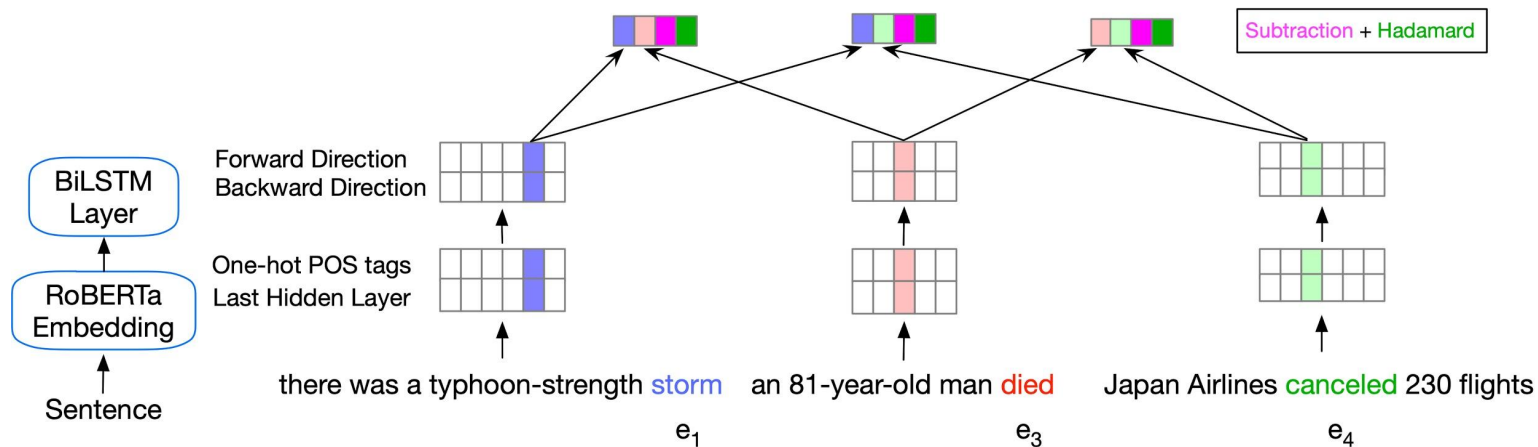 Subtraction + Hadamard
Forward Direction
Backward Direction
BiLSTM
Layer
One-hot POS tags
Last Hidden Layer
RoBERTa
Embedding
Sentence
there was a typhoon-strength storm
an 81-year-old man died
Japan Airlines canceled 230 flights
e1
e3
e4